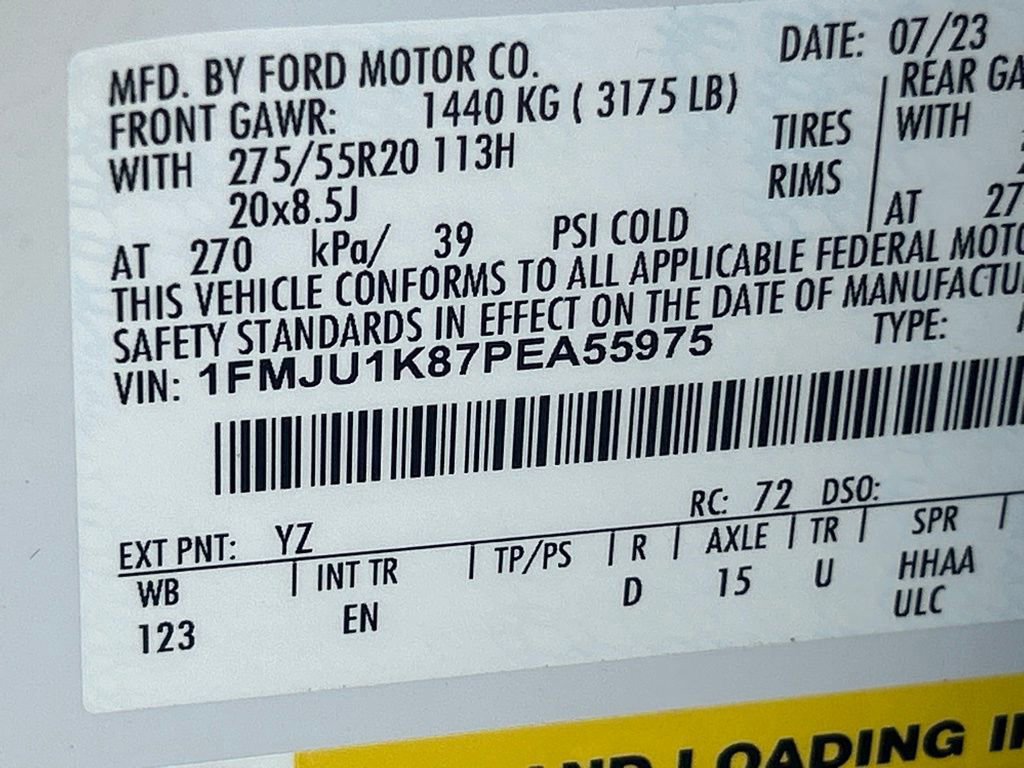 MFD. BY FORD MOTOR CO. DATE: 07/23
FRONT GAWR: 1440 KG ( 3175 LB) REAR GA
WITH 275/55R20 113H TIRES WITH
20x8.5J RIMS
AT 270 kPa/ 39 PSI COLD AT 27
THIS VEHICLE CONFORMS TO ALL APPLICABLE FEDERAL MOTO
SAFETY STANDARDS IN EFFECT ON THE DATE OF MANUFACTU
VIN: 1FMJU1K87PEA55975 TYPE:
RC: 72 DSO:
EXT PNT: YZ
WB INT TR TP/PS R AXLE TR SPR
123 EN D 15 U HHAA
ULC
AND LOADING